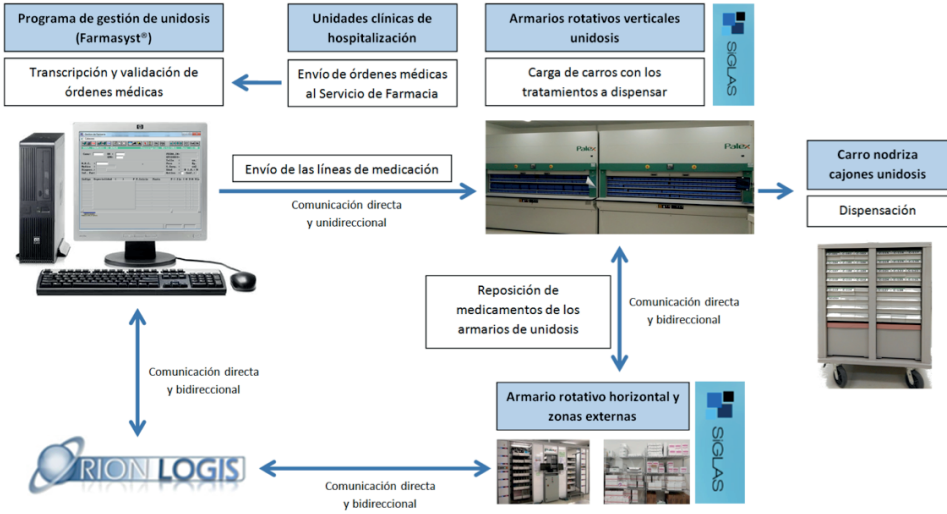 Programa de gestión de unidosis
(Farmasyst®)
Transcripción y validación de
órdenes médicas
Unidades clínicas de
hospitalización
Envío de órdenes médicas
al Servicio de Farmacia
Armarios rotativos verticales
unidosis
Carga de carros con los
tratamientos a dispensar
SIGLAS
hp
Envío de las líneas de medicación
Comunicación directa
y unidireccional
Palex
Palex
Carro nodriza
cajones unidosis
Dispensación
Reposición de
medicamentos de los
armarios de unidosis
Comunicación directa
y bidireccional
Comunicación directa
y bidireccional
Armario rotativo horizontal y
zonas externas
SIGLAS
ORION LOGIS
Comunicación directa
y bidireccional